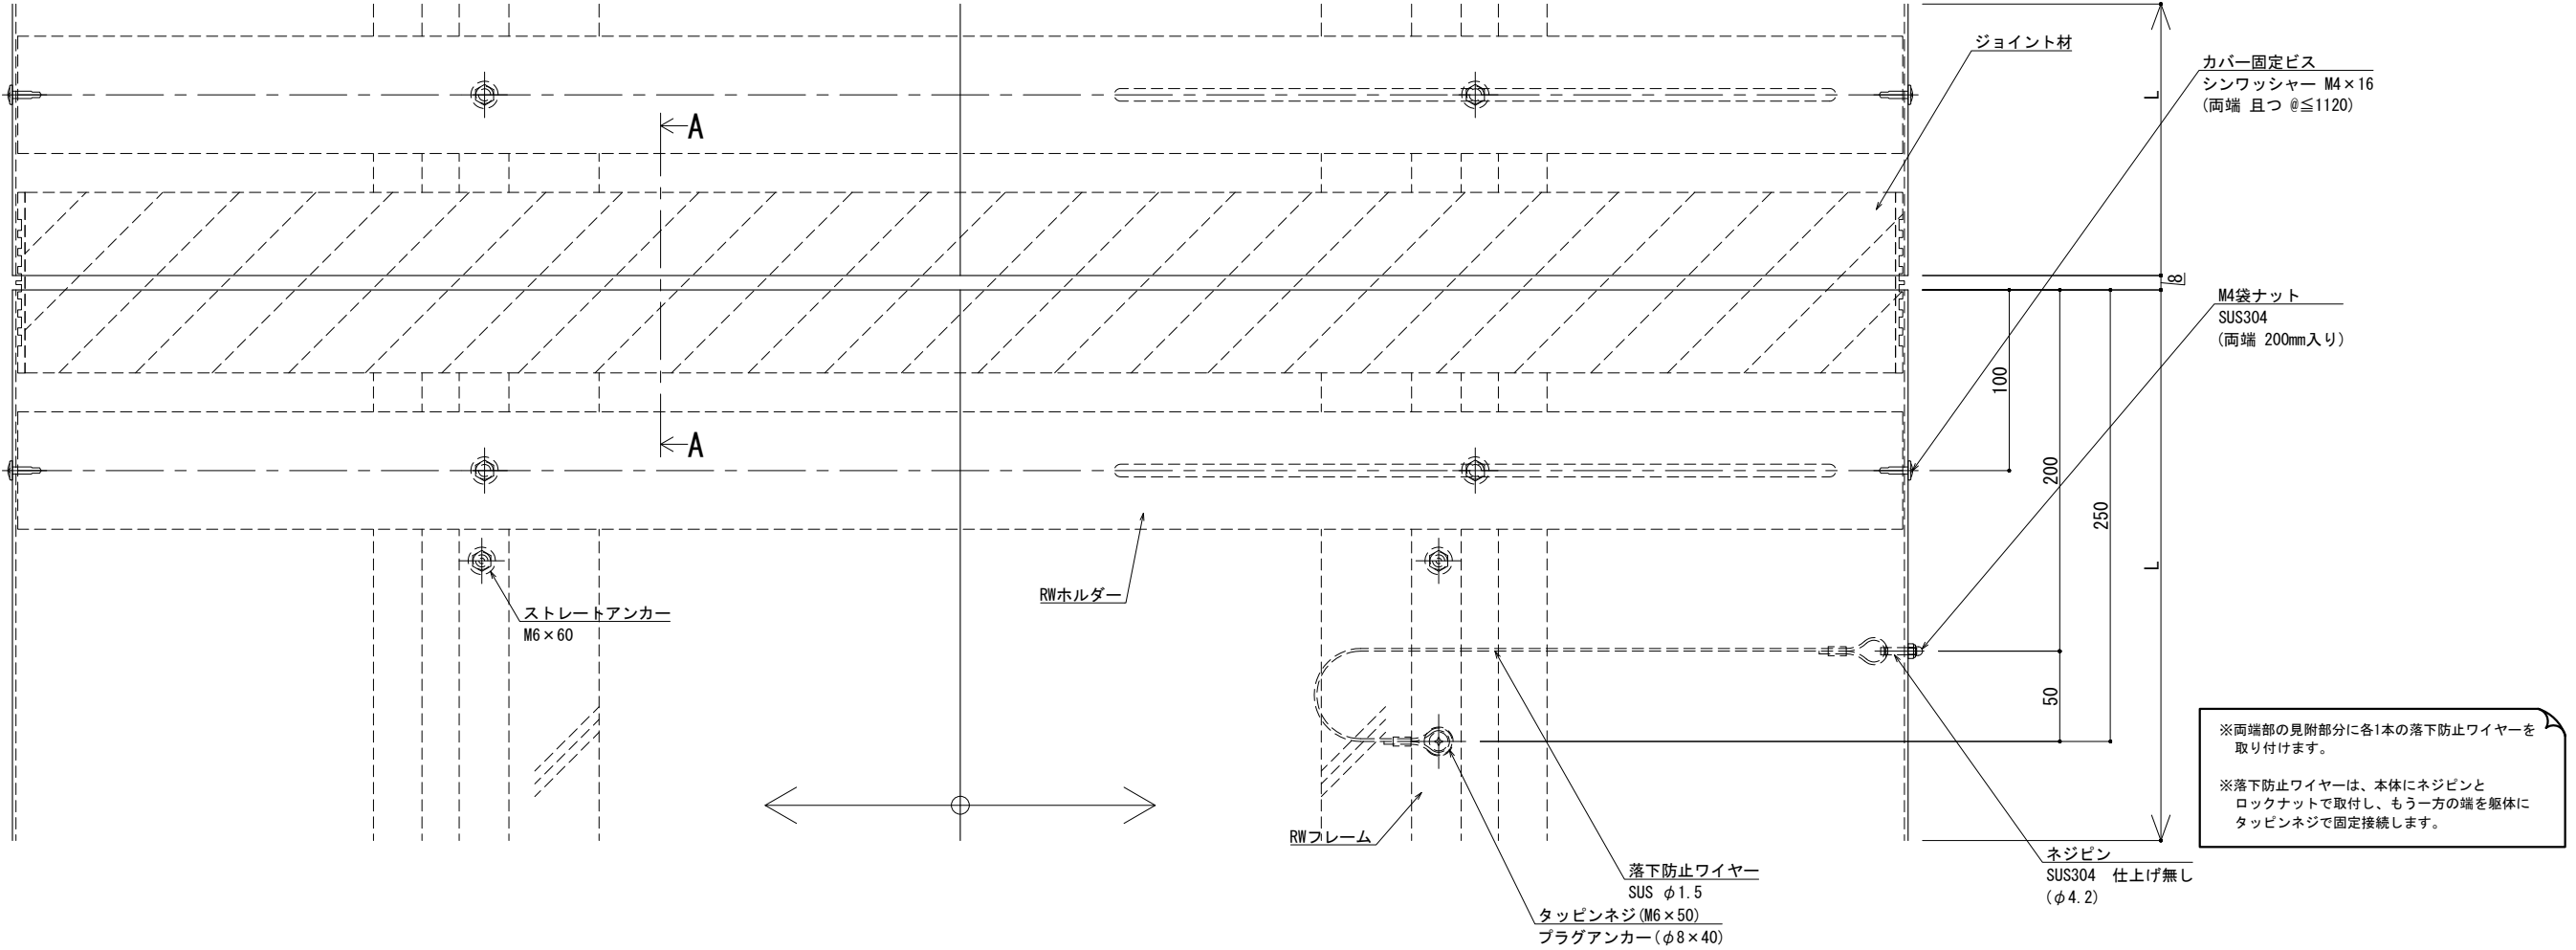 ジョイント材
カバー固定ビス
シンワッシャー M4×16
(両端 且つ @≦1120)
L
A
8
M4袋ナット
SUS304
(両端 200mm入り)
100
A
200
250
L
RWホルダー
ストレートアンカー
M6×60
50
※両端部の見附部分に各1本の落下防止ワイヤーを
取り付けます。
※落下防止ワイヤーは、本体にネジピンと
ロックナットで取付し、もう一方の端を躯体に
タッピンネジで固定接続します。
RWフレーム
ネジピン
SUS304 仕上げ無し
(φ4.2)
落下防止ワイヤー
SUS φ1.5
タッピンネジ(M6×50)
プラグアンカー(φ8×40)